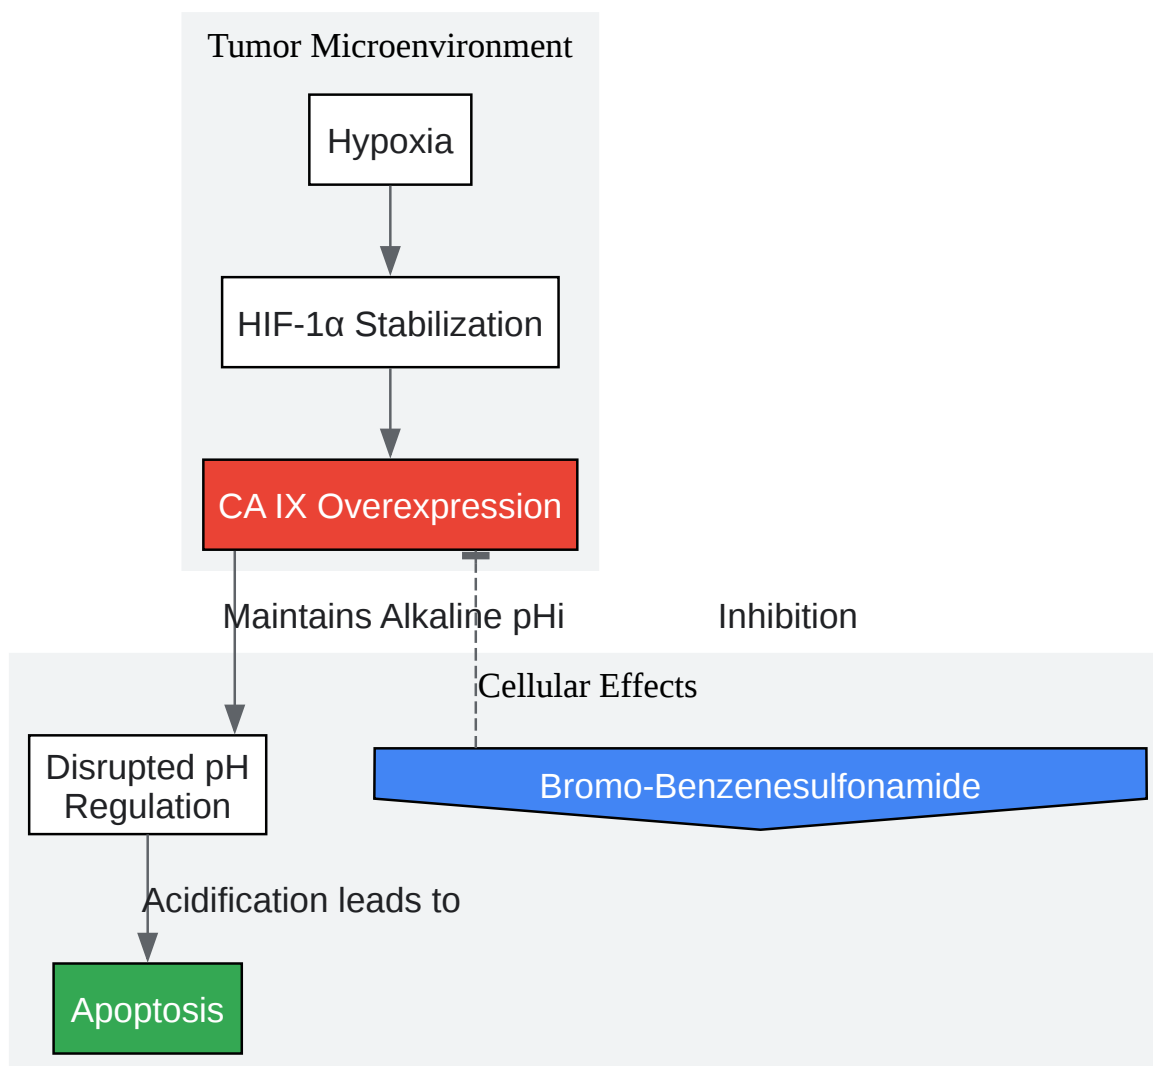 Tumor Microenvironment
Hypoxia
HIF-1α Stabilization
CA IX Overexpression
Maintains Alkaline pHi
Inhibition
Cellular Effects
Disrupted pH
Regulation
Bromo-Benzenesulfonamide
Acidification leads to
Apoptosis